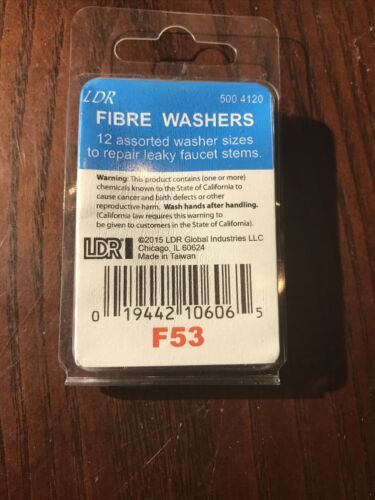 LDR 500 4120
FIBRE WASHERS
12 assorted washer sizes
to repair leaky faucet stems.
Warning: This product contains (one or more)
chemicals known to the State of California to
cause cancer and birth defects or other
reproductive harm. Wash hands after handling.
(California law requires this warning to
be given to customers in the State of California).
LDR ©2015 LDR Global Industries LLC
Chicago, IL 60624
Made in Taiwan
0 19442 10606 5
F53